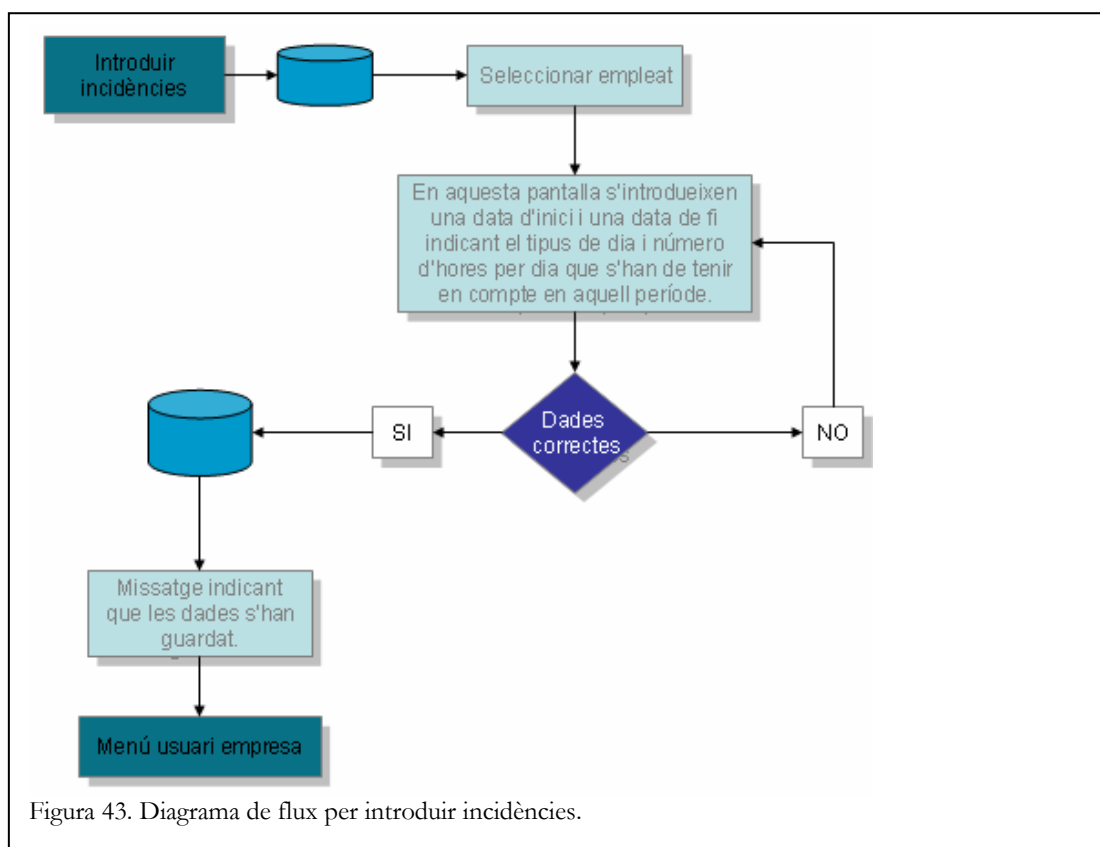 Introduir
incidències
Seleccionar empleat
En aquesta pantalla s'introdueixen
una data d'inici i una data de fi
indicant el tipus de dia i número
d'hores per dia que s'han de tenir
en compte en aquell període.
Dades
correctes
SI
NO
Missatge indicant
que les dades s'han
guardat.
Menú usuari empresa
Figura 43. Diagrama de flux per introduir incidències.